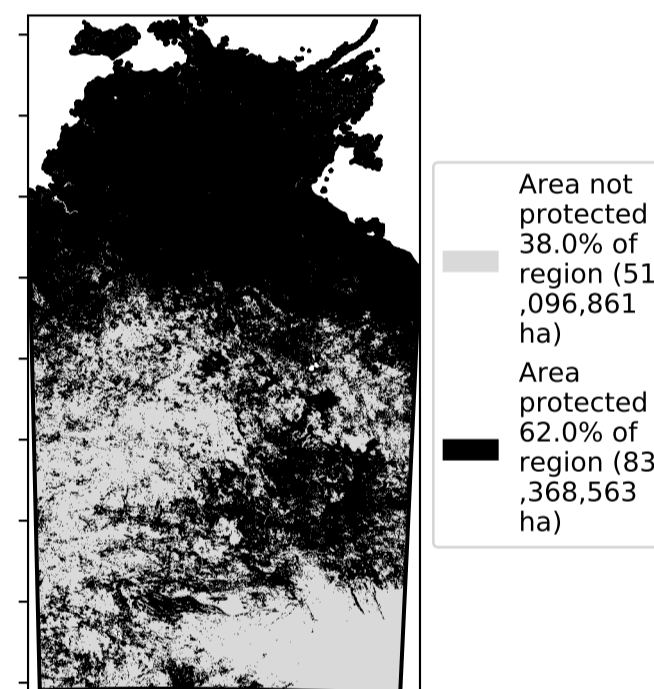 Area not
protected
38.0% of
region (51
,096,861
ha)
Area
protected
62.0% of
region (83
,368,563
ha)